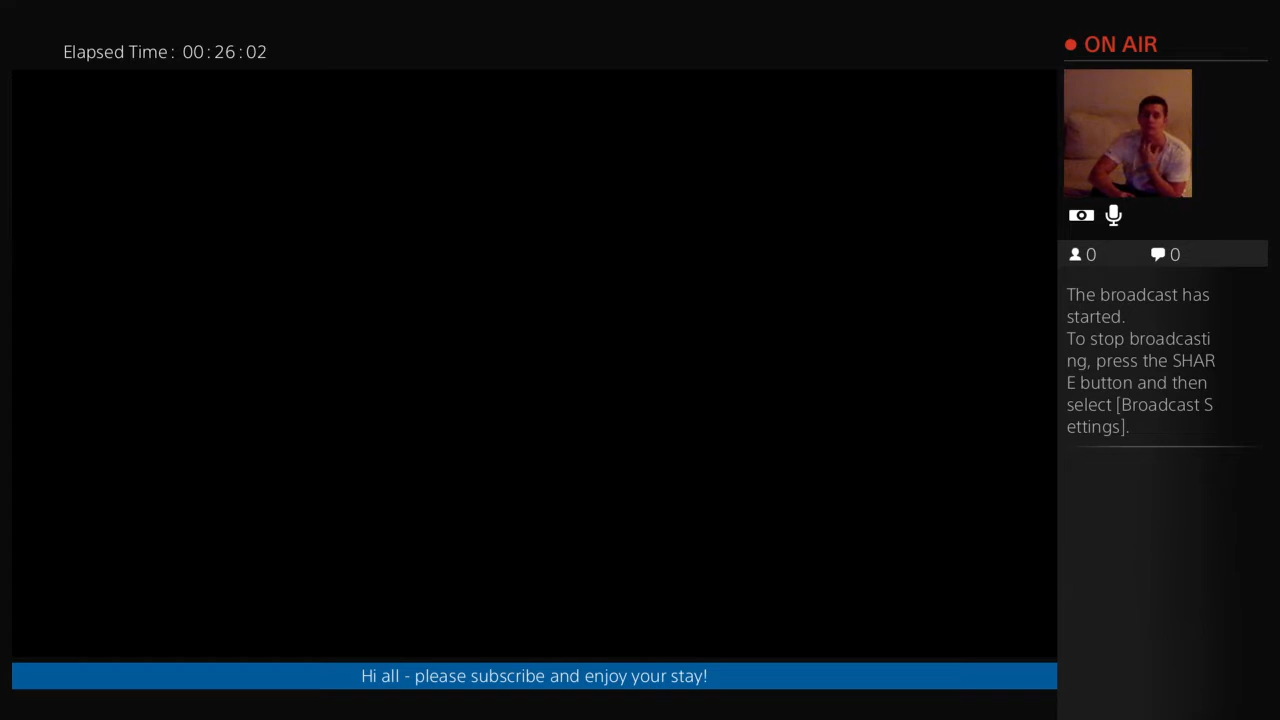 Elapsed Time: 00:26:02
ON AIR
0 0
The broadcast has
started.
To stop broadcasti
ng, press the SHAR
E button and then
select [Broadcast S
ettings].
Hi all - please subscribe and enjoy your stay!